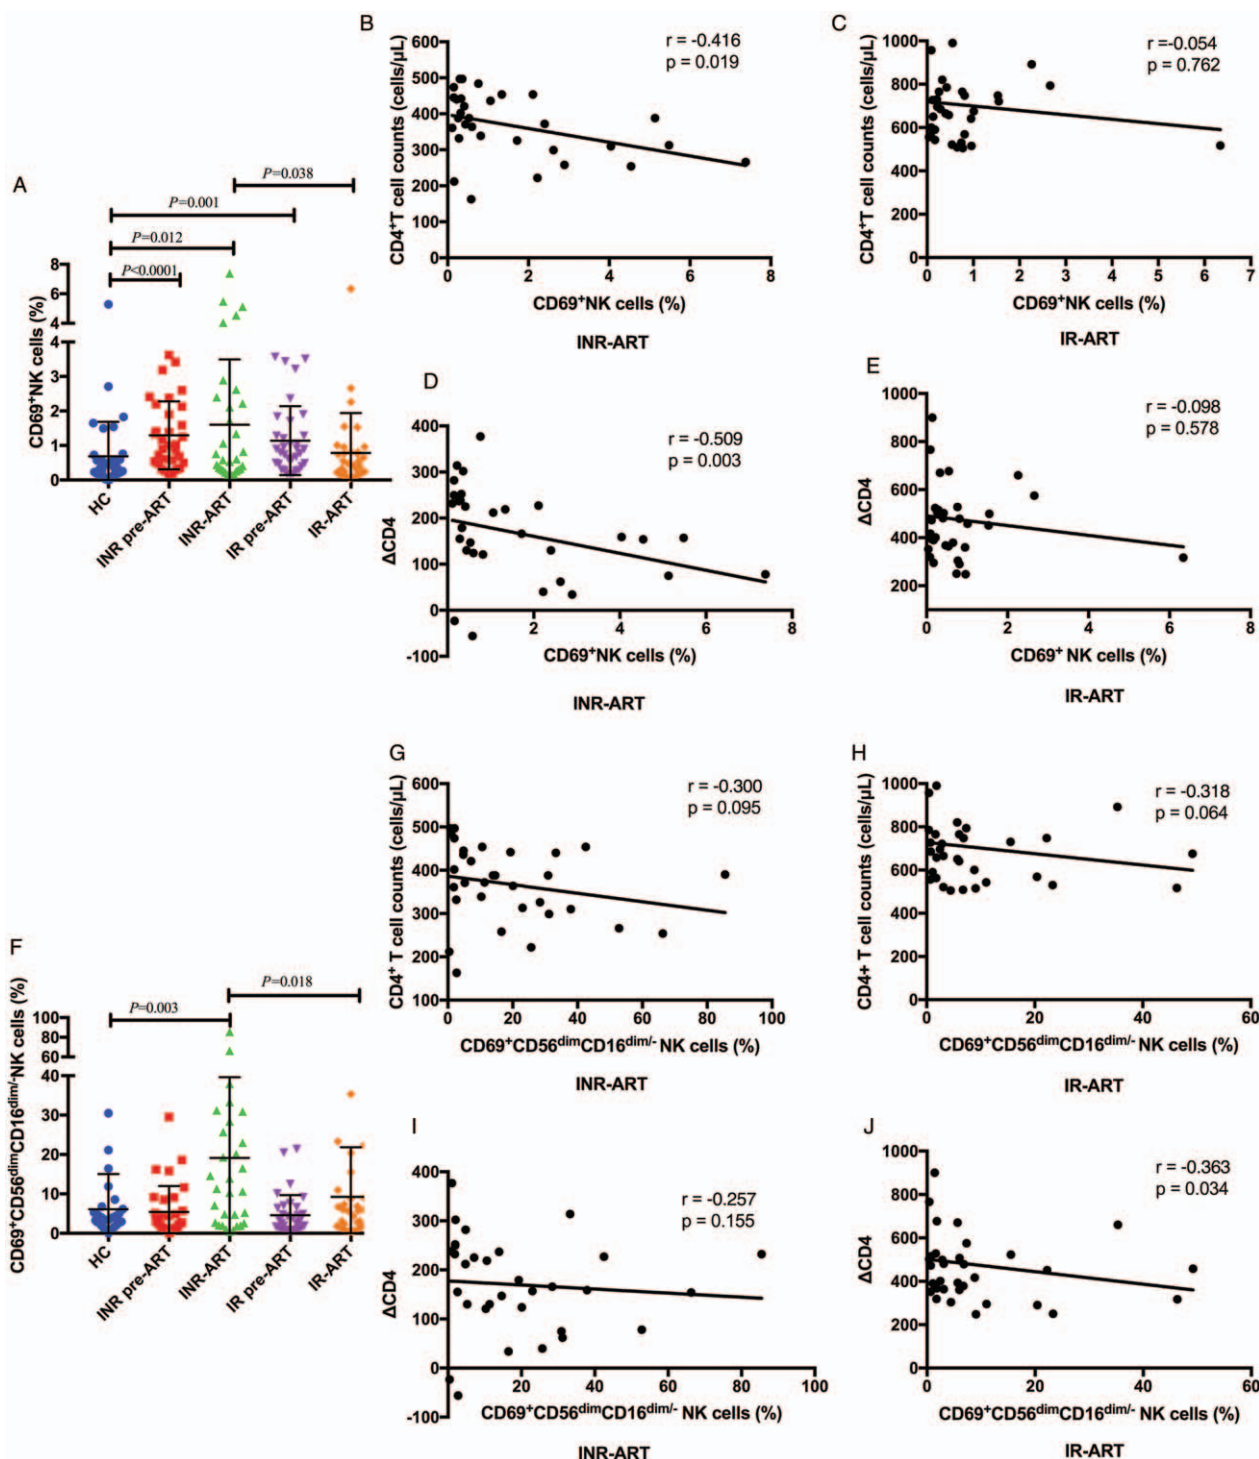 A
P=0.038
P=0.001
P=0.012
P<0.0001
CD69⁺NK cells (%)
8
6
4
4
3
2
1
0
HC
INR pre-ART
INR-ART
IR pre-ART
IR-ART
B
r = -0.416
p = 0.019
CD4⁺T cell counts (cells/μL)
600
500
400
300
200
100
0
0 2 4 6 8
CD69⁺NK cells (%)
INR-ART
C
r =-0.054
p = 0.762
CD4⁺T cell counts (cells/μL)
1000
800
600
400
200
0
0 1 2 3 4 5 6 7
CD69⁺NK cells (%)
IR-ART
D
r = -0.509
p = 0.003
ΔCD4
400
300
200
100
0
-100
2 4 6 8
CD69⁺NK cells (%)
INR-ART
E
r = -0.098
p = 0.578
ΔCD4
1000
800
600
400
200
0 2 4 6 8
CD69⁺ NK cells (%)
IR-ART
F
P=0.018
P=0.003
CD69⁺CD56ᵈⁱᵐCD16ᵈⁱᵐ/⁻NK cells (%)
100
80
60
40
30
20
10
0
HC
INR pre-ART
INR-ART
IR pre-ART
IR-ART
G
r = -0.300
p = 0.095
CD4⁺ T cell counts (cells/μL)
600
500
400
300
200
100
0 20 40 60 80 100
CD69⁺CD56ᵈⁱᵐCD16ᵈⁱᵐ/⁻ NK cells (%)
INR-ART
H
r = -0.318
p = 0.064
CD4+ T cell counts (cells/μL)
1000
800
600
400
200
0
0 20 40 60
CD69⁺CD56ᵈⁱᵐCD16ᵈⁱᵐ/⁻ NK cells (%)
IR-ART
I
r = -0.257
p = 0.155
ΔCD4
400
300
200
100
0
-100
20 40 60 80 100
CD69⁺CD56ᵈⁱᵐCD16ᵈⁱᵐ/⁻ NK cells (%)
INR-ART
J
r = -0.363
p = 0.034
ΔCD4
1000
800
600
400
200
0
0 20 40 60
CD69⁺CD56ᵈⁱᵐCD16ᵈⁱᵐ/⁻ NK cells (%)
IR-ART